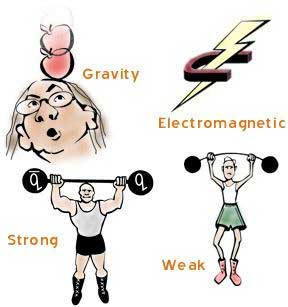 Gravity
Electromagnetic
q̅ q
Strong
Weak